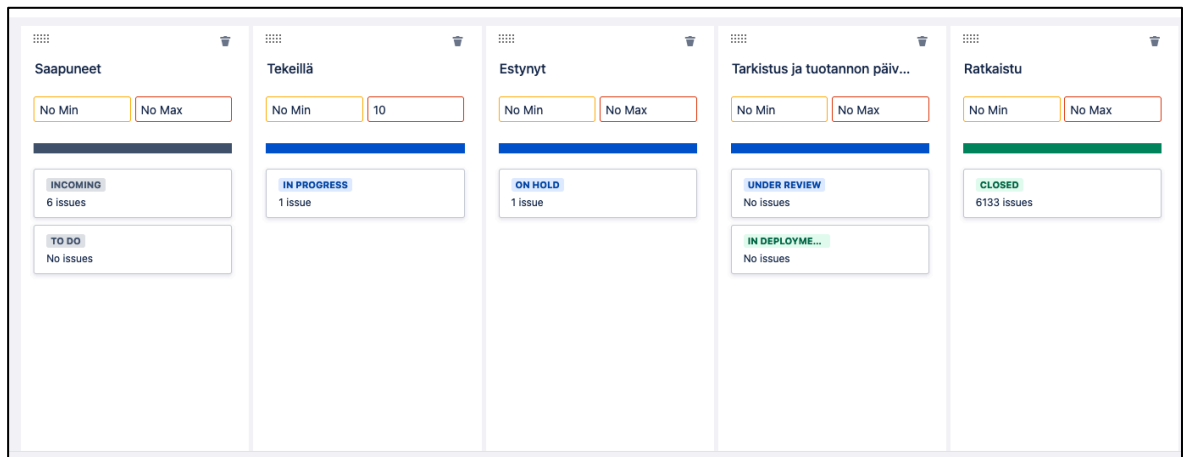 Saapuneet
No Min
No Max
INCOMING
6 issues
TO DO
No issues
Tekeillä
No Min
10
IN PROGRESS
1 issue
Estynyt
No Min
No Max
ON HOLD
1 issue
Tarkistus ja tuotannon päiv...
No Min
No Max
UNDER REVIEW
No issues
IN DEPLOYME...
No issues
Ratkaistu
No Min
No Max
CLOSED
6133 issues